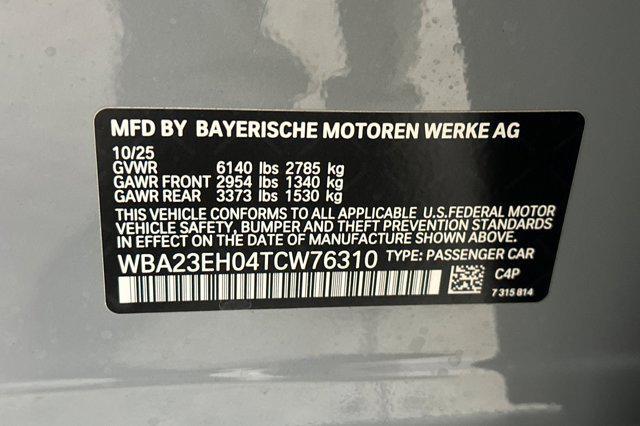 MFD BY BAYERISCHE MOTOREN WERKE AG
10/25
GVWR 6140 lbs 2785 kg
GAWR FRONT 2954 lbs 1340 kg
GAWR REAR 3373 lbs 1530 kg
THIS VEHICLE CONFORMS TO ALL APPLICABLE U.S.FEDERAL MOTOR
VEHICLE SAFETY, BUMPER AND THEFT PREVENTION STANDARDS
IN EFFECT ON THE DATE OF MANUFACTURE SHOWN ABOVE.
WBA23EH04TCW76310 TYPE: PASSENGER CAR
C4P
7 315 814